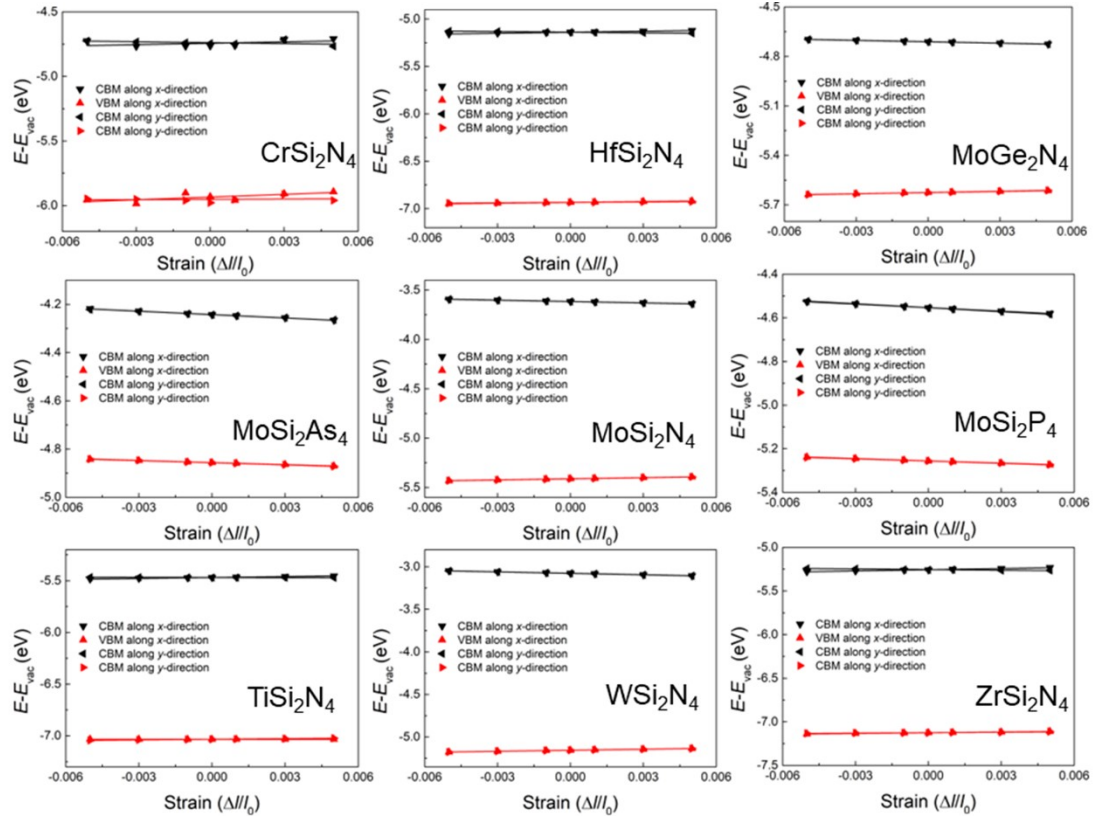 -4.5
-5.0
-5.5
-6.0
E-Evac (eV)
CBM along x-direction
VBM along x-direction
CBM along y-direction
CBM along y-direction
CrSi2N4
-0.006 -0.003 0.000 0.003 0.006
Strain (Δl/l0)
-5.0
-5.5
-6.0
-6.5
-7.0
E-Evac (eV)
CBM along x-direction
VBM along x-direction
CBM along y-direction
CBM along y-direction
HfSi2N4
-0.006 -0.003 0.000 0.003 0.006
Strain (Δl/l0)
-4.5
-4.8
-5.1
-5.4
-5.7
E-Evac (eV)
CBM along x-direction
VBM along x-direction
CBM along y-direction
CBM along y-direction
MoGe2N4
-0.006 -0.003 0.000 0.003 0.006
Strain (Δl/l0)
-4.2
-4.4
-4.6
-4.8
-5.0
E-Evac (eV)
CBM along x-direction
VBM along x-direction
CBM along y-direction
CBM along y-direction
MoSi2As4
-0.006 -0.003 0.000 0.003 0.006
Strain (Δl/l0)
-3.5
-4.0
-4.5
-5.0
-5.5
E-Evac (eV)
CBM along x-direction
VBM along x-direction
CBM along y-direction
CBM along y-direction
MoSi2N4
-0.006 -0.003 0.000 0.003 0.006
Strain (Δl/l0)
-4.4
-4.6
-4.8
-5.0
-5.2
-5.4
E-Evac (eV)
CBM along x-direction
VBM along x-direction
CBM along y-direction
CBM along y-direction
MoSi2P4
-0.006 -0.003 0.000 0.003 0.006
Strain (Δl/l0)
-5.5
-6.0
-6.5
-7.0
E-Evac (eV)
CBM along x-direction
VBM along x-direction
CBM along y-direction
CBM along y-direction
TiSi2N4
-0.006 -0.003 0.000 0.003 0.006
Strain (Δl/l0)
-3.0
-3.5
-4.0
-4.5
-5.0
E-Evac (eV)
CBM along x-direction
VBM along x-direction
CBM along y-direction
CBM along y-direction
WSi2N4
-0.006 -0.003 0.000 0.003 0.006
Strain (Δl/l0)
-5.0
-5.5
-6.0
-6.5
-7.0
-7.5
E-Evac (eV)
CBM along x-direction
VBM along x-direction
CBM along y-direction
CBM along y-direction
ZrSi2N4
-0.006 -0.003 0.000 0.003 0.006
Strain (Δl/l0)